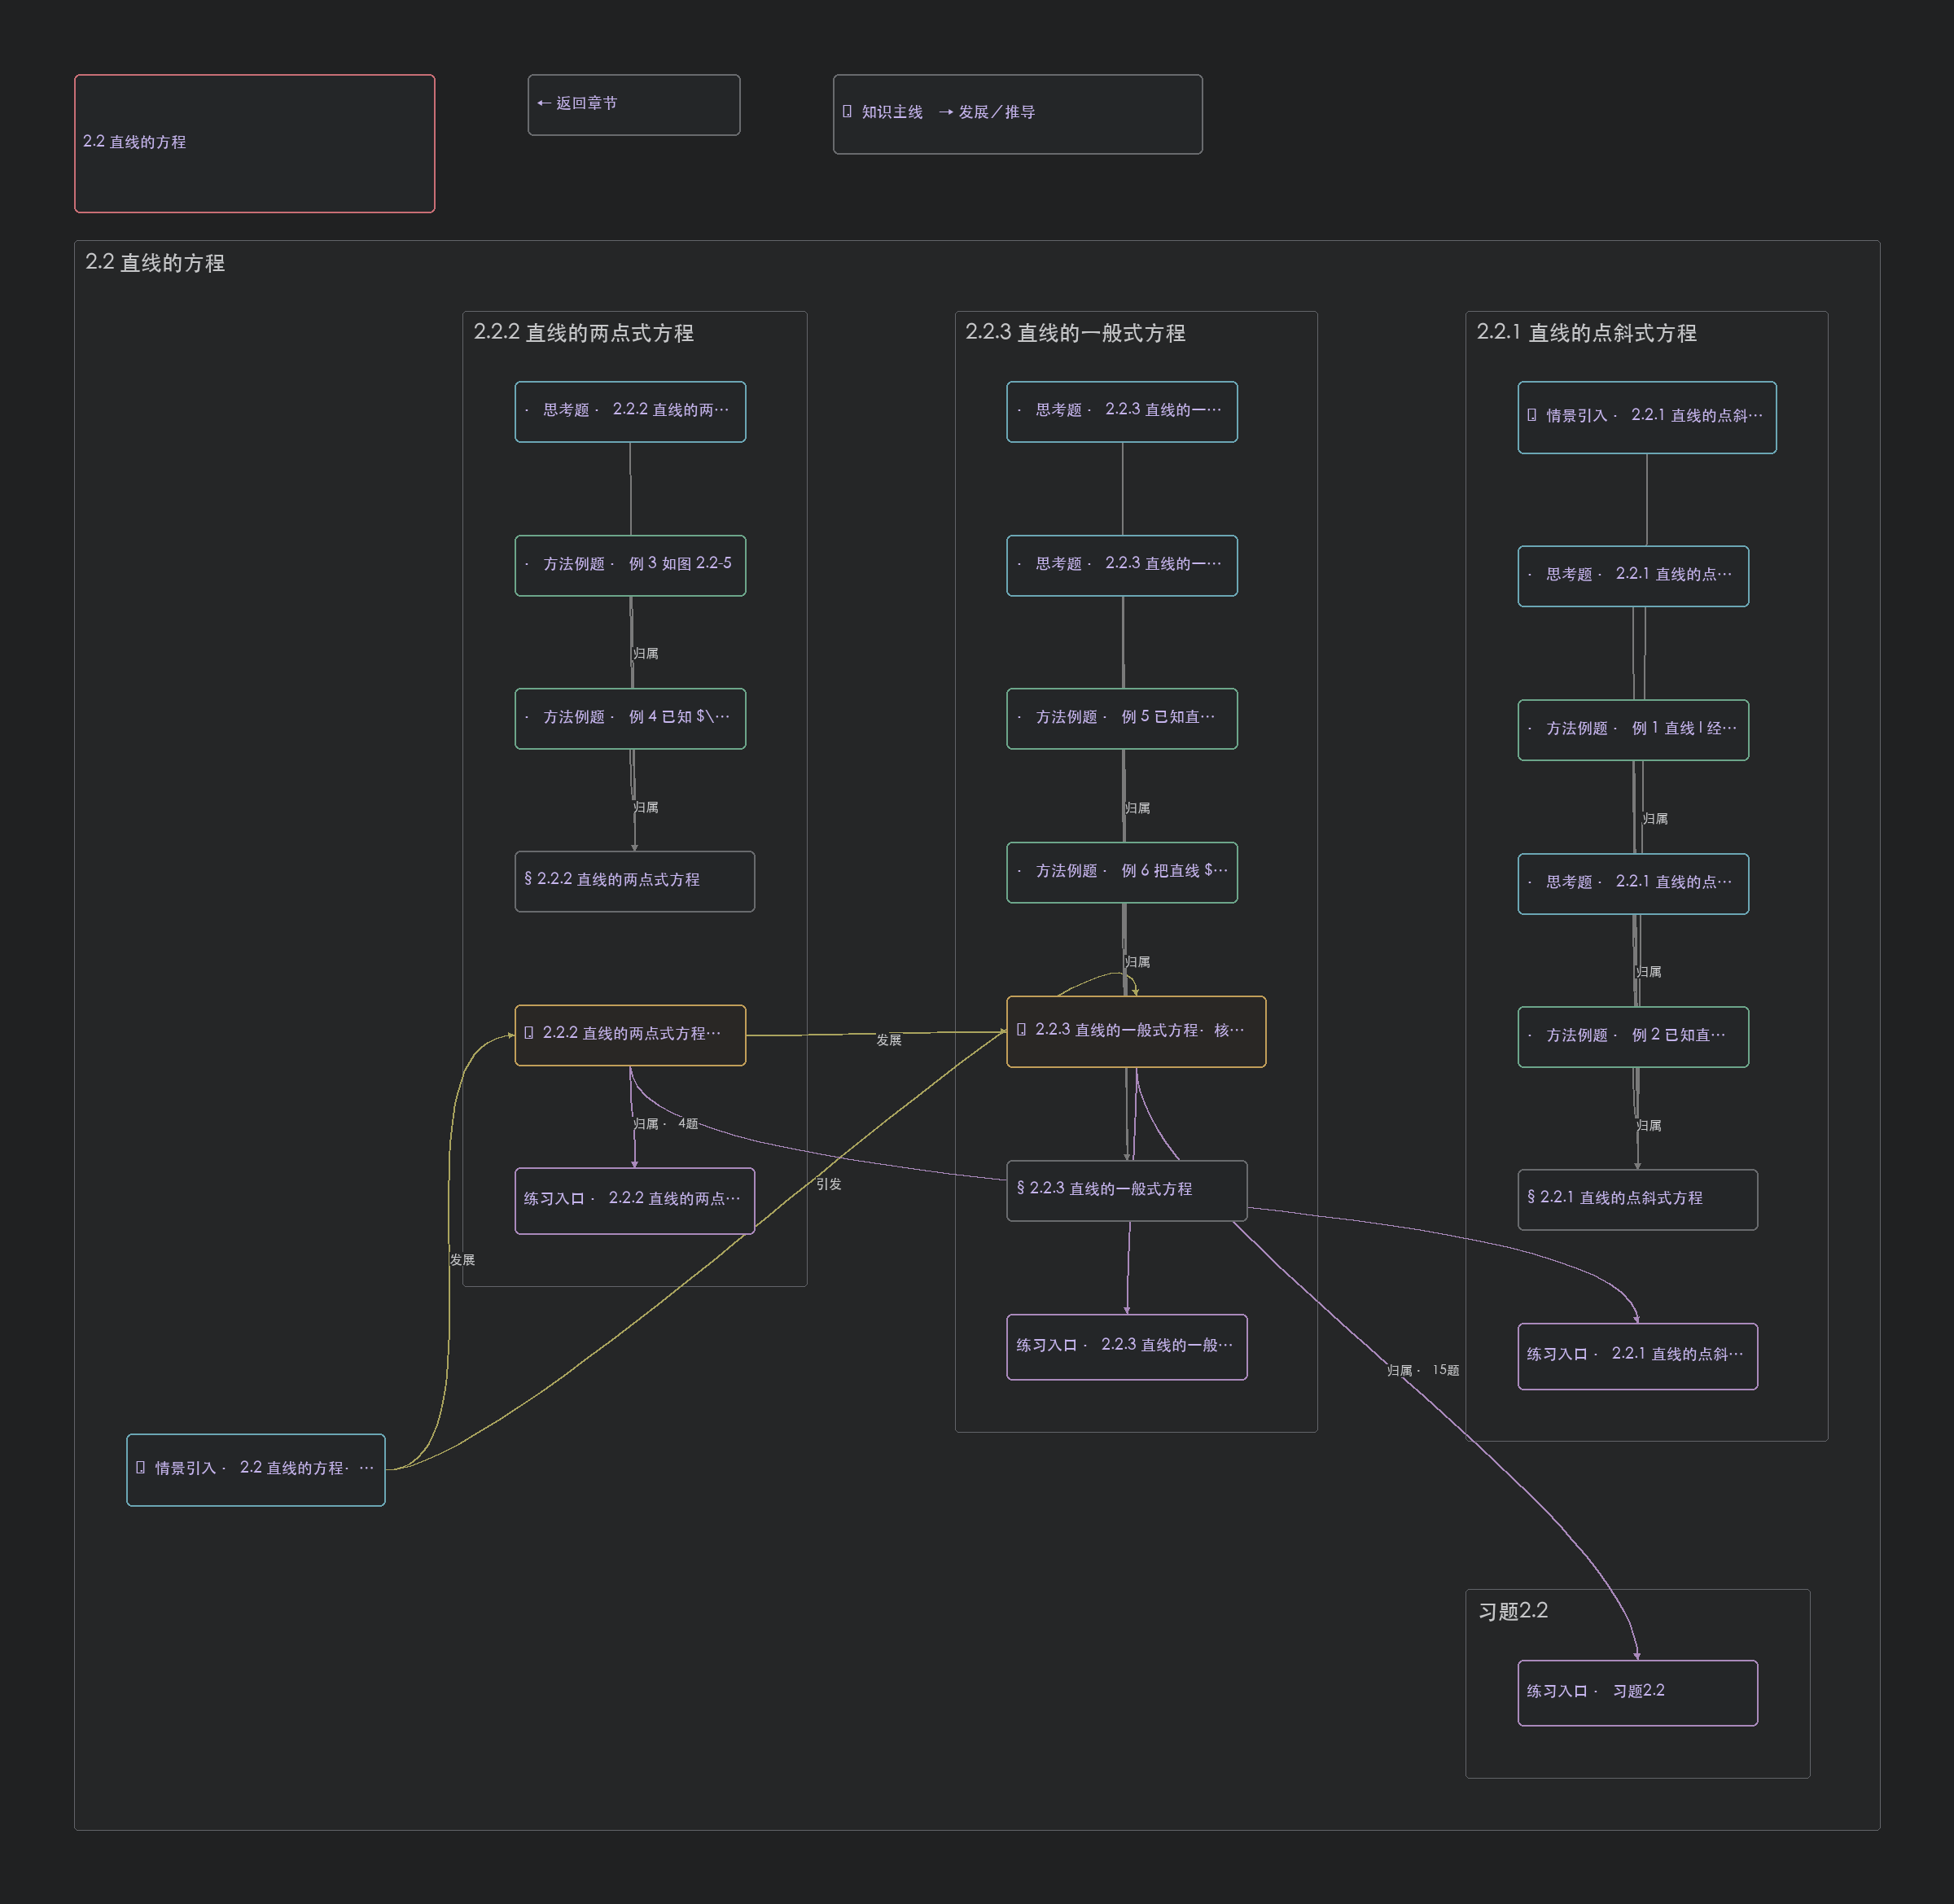 2.2 直线的方程
← 返回章节
知识主线 → 发展／推导
2.2 直线的方程
2.2.2 直线的两点式方程
· 思考题 · 2.2.2 直线的两…
· 方法例题 · 例 3 如图 2.2-5
归属
· 方法例题 · 例 4 已知 $\…
归属
§ 2.2.2 直线的两点式方程
2.2.2 直线的两点式方程…
发展
归属 · 4题
练习入口 · 2.2.2 直线的两点…
引发
发展
情景引入 · 2.2 直线的方程· …
2.2.3 直线的一般式方程
· 思考题 · 2.2.3 直线的一…
· 思考题 · 2.2.3 直线的一…
· 方法例题 · 例 5 已知直…
归属
· 方法例题 · 例 6 把直线 $…
归属
2.2.3 直线的一般式方程· 核…
§ 2.2.3 直线的一般式方程
练习入口 · 2.2.3 直线的一般…
2.2.1 直线的点斜式方程
情景引入 · 2.2.1 直线的点斜…
· 思考题 · 2.2.1 直线的点…
· 方法例题 · 例 1 直线 l 经…
归属
· 思考题 · 2.2.1 直线的点…
归属
· 方法例题 · 例 2 已知直…
归属
§ 2.2.1 直线的点斜式方程
练习入口 · 2.2.1 直线的点斜…
归属 · 15题
习题2.2
练习入口 · 习题2.2